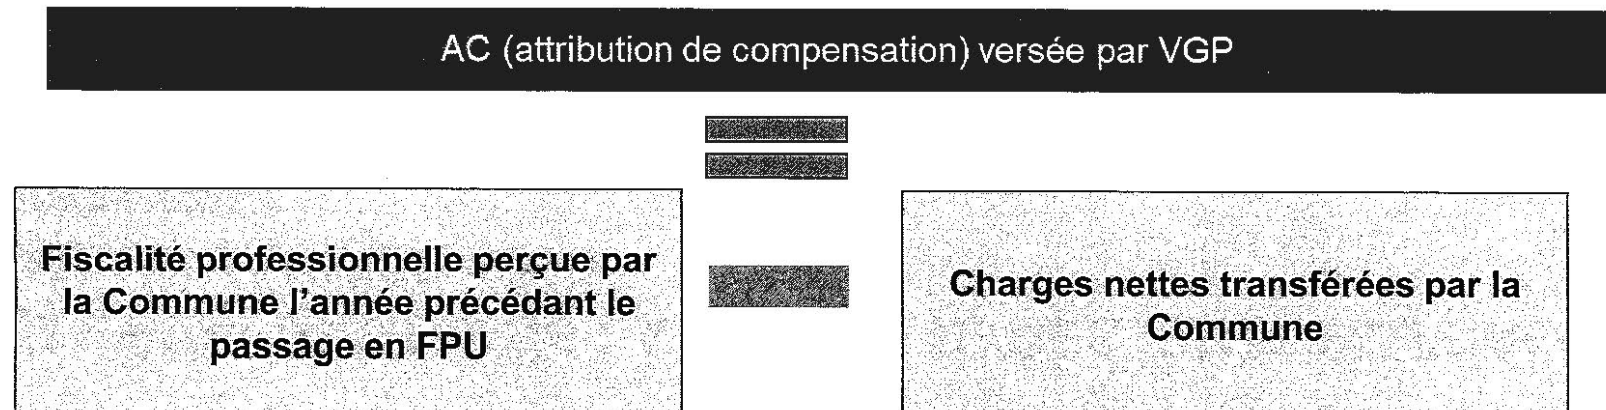 AC (attribution de compensation) versée par VGP
Fiscalité professionnelle perçue par
la Commune l'année précédant le
passage en FPU
Charges nettes transférées par la
Commune